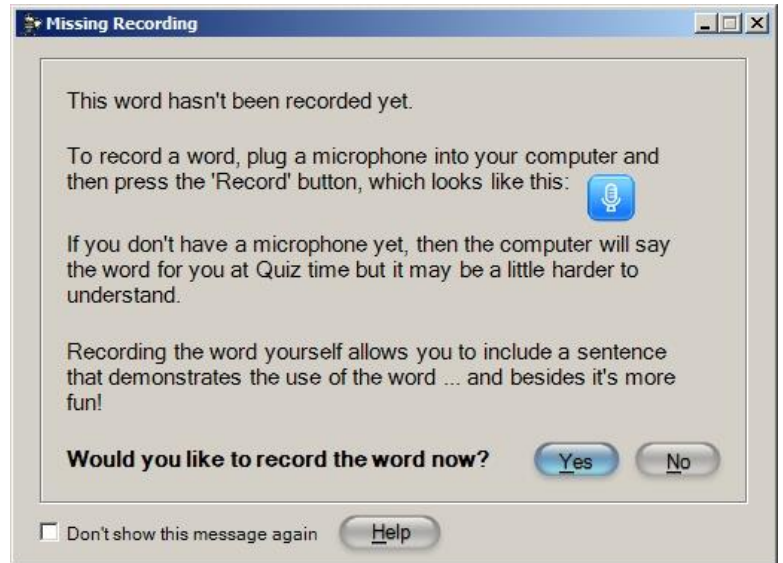 Missing Recording
This word hasn't been recorded yet.
To record a word, plug a microphone into your computer and
then press the 'Record' button, which looks like this:
If you don't have a microphone yet, then the computer will say
the word for you at Quiz time but it may be a little harder to
understand.
Recording the word yourself allows you to include a sentence
that demonstrates the use of the word ... and besides it's more
fun!
Would you like to record the word now? Yes No
Don't show this message again Help